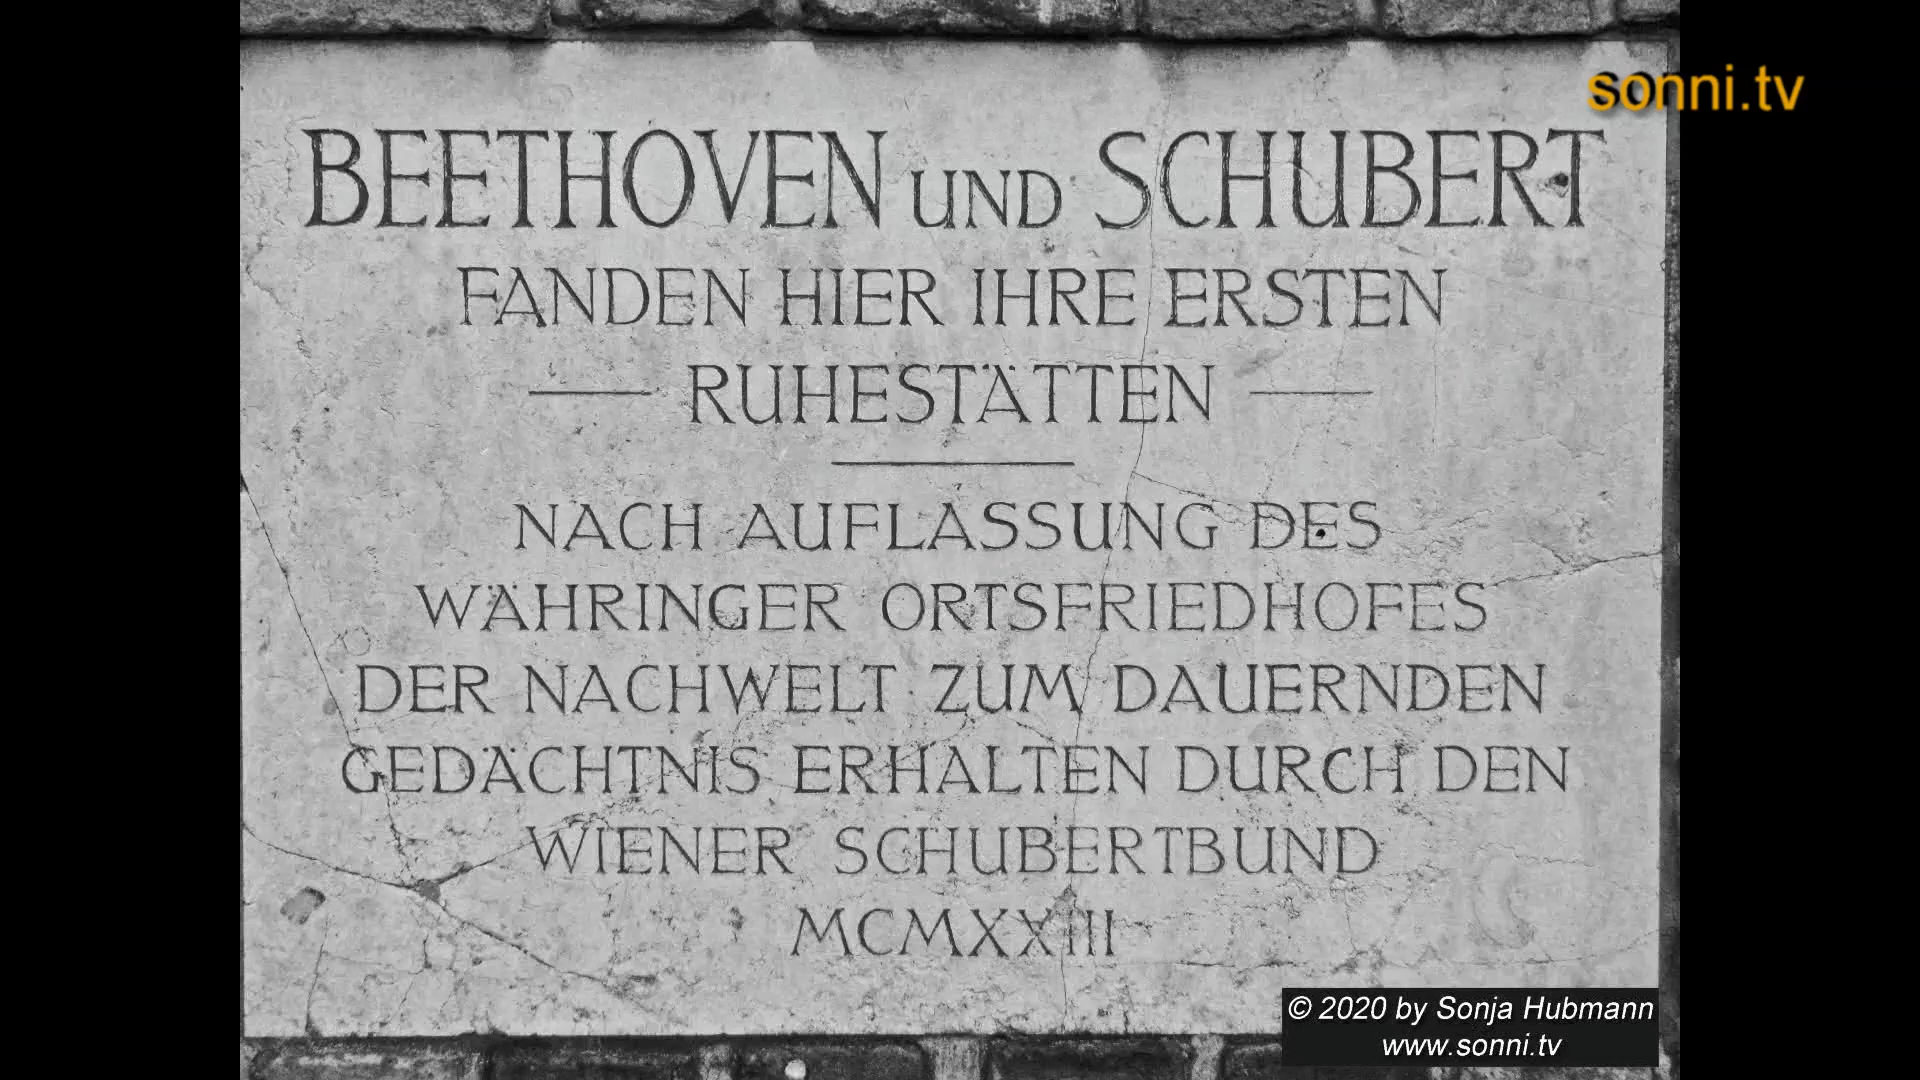 sonni.tv
BEETHOVEN UND SCHUBERT
FANDEN HIER IHRE ERSTEN
RUHESTÄTTEN
NACH AUFLASSUNG DES
WÄHRINGER ORTSFRIEDHOFES
DER NACHWELT ZUM DAUERNDEN
GEDÄCHTNIS ERHALTEN DURCH DEN
WIENER SCHUBERTBUND
MCMXXIII
© 2020 by Sonja Hubmann
www.sonni.tv